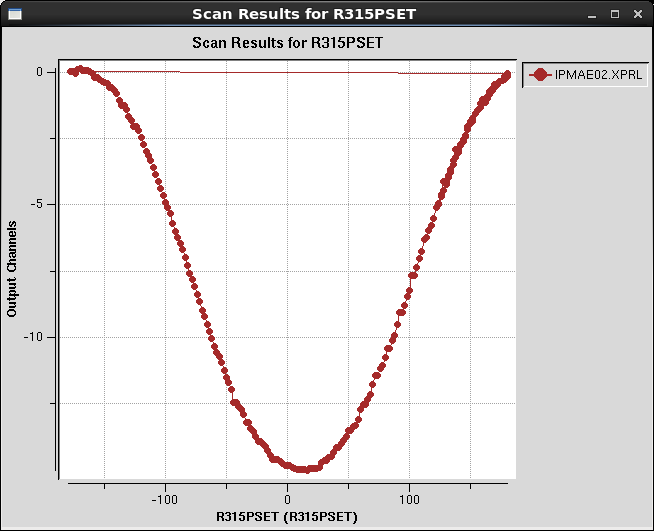 Scan Results for R315PSET
Scan Results for R315PSET
IPMAE02.XPRL
Output Channels
0
-5
-10
-100
0
100
R315PSET (R315PSET)